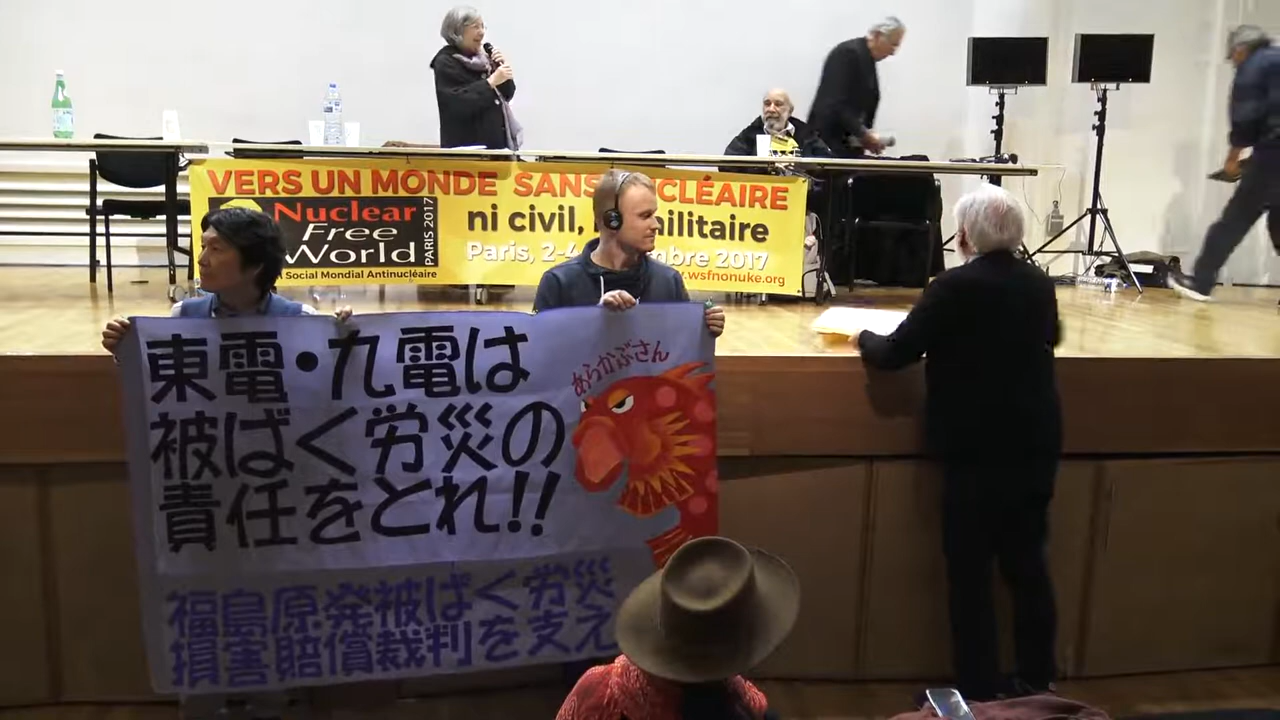 VERS UN MONDE SANS NUCLÉAIRE
Nuclear
Free
World
PARIS 2017
ni civil, militaire
Paris, 2-4 2017
Social Mondial Antinucléaire
www.wsfnonuke.org
東電・九電は
被ばく労災の
責任をとれ!!
あらかぶさん
福島原発被ばく労災
損害賠償裁判を支え